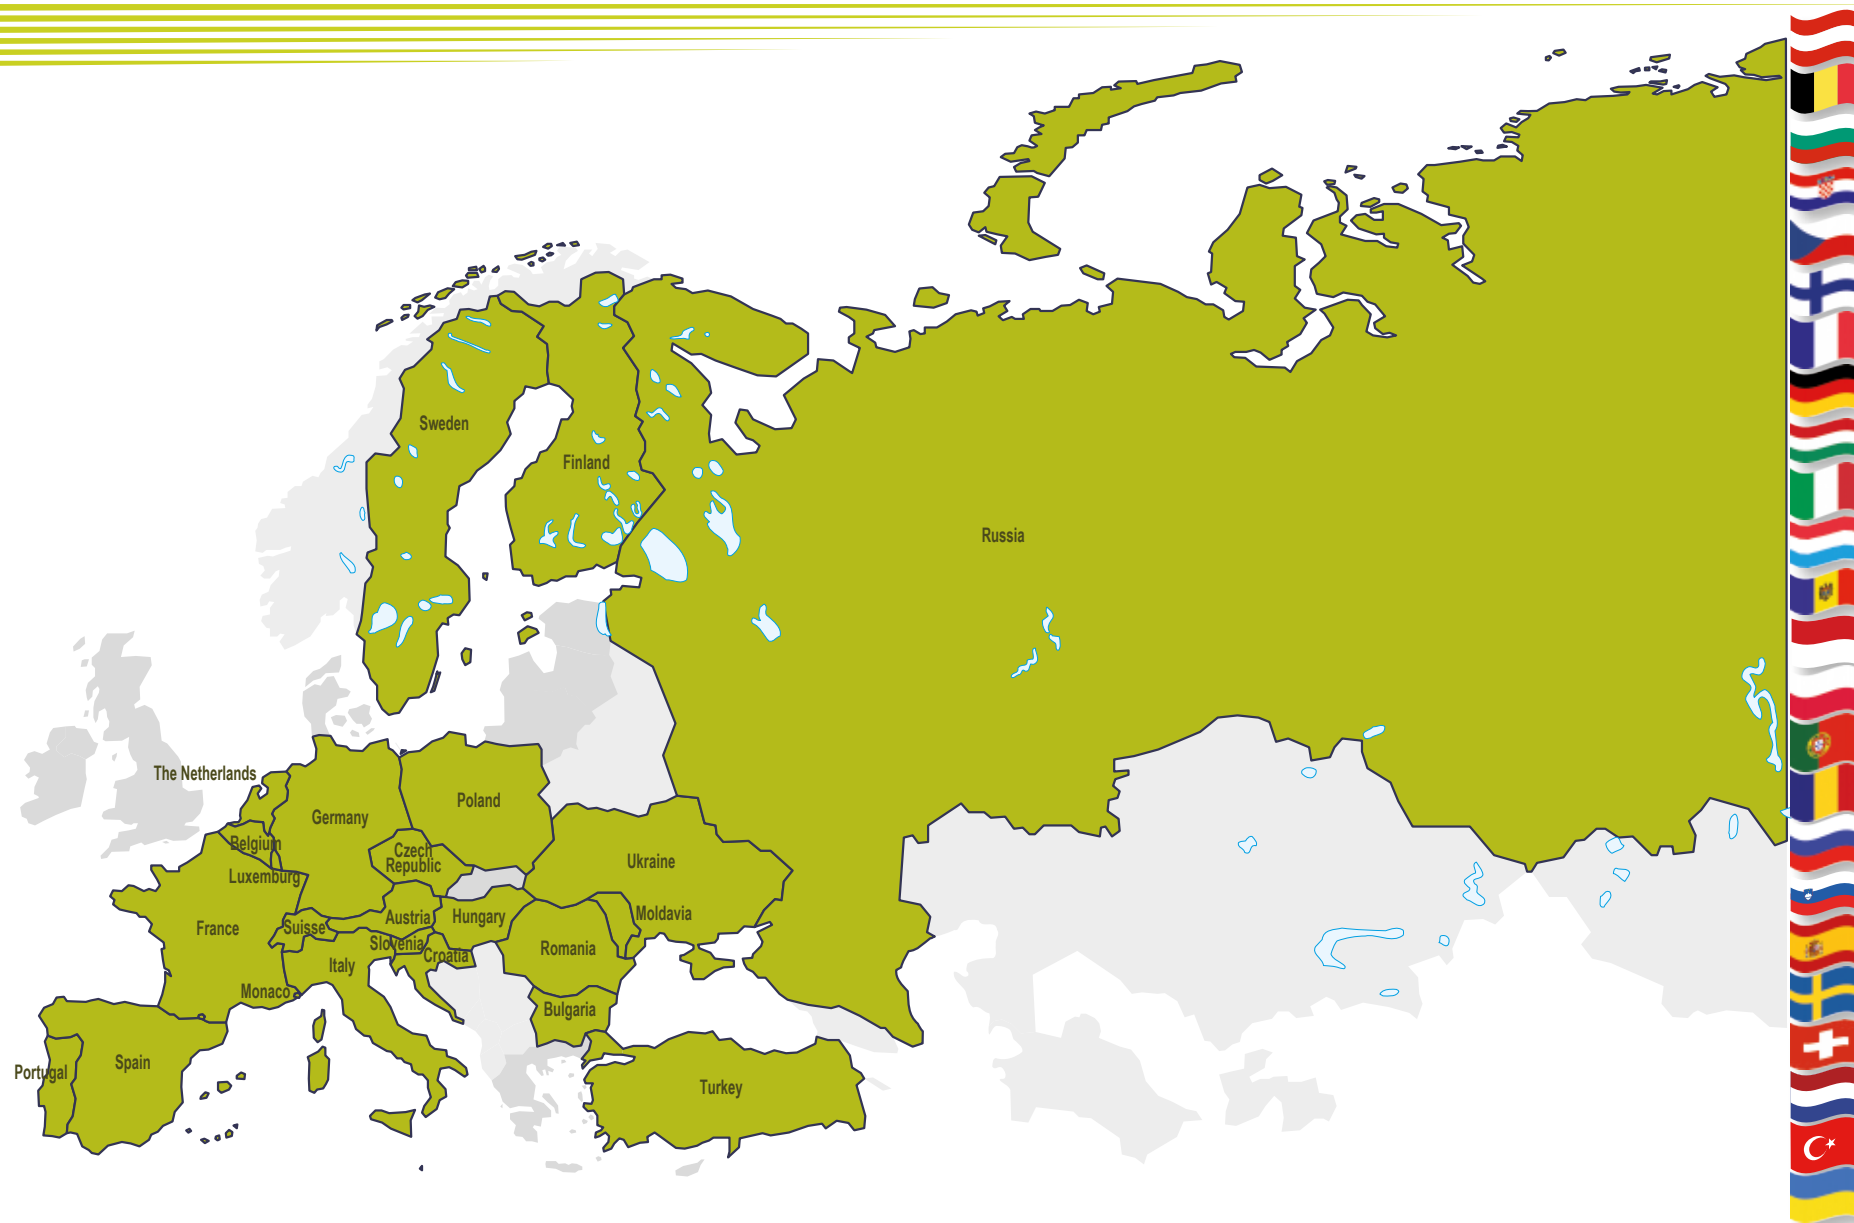 Sweden
Finland
Russia
The Netherlands
Poland
Germany
Belgium
Czech
Republic
Ukraine
Luxemburg
Moldavia
Austria
Hungary
France
Suisse
Slovenia
Croatia
Romania
Italy
Monaco
Bulgaria
Spain
Portugal
Turkey